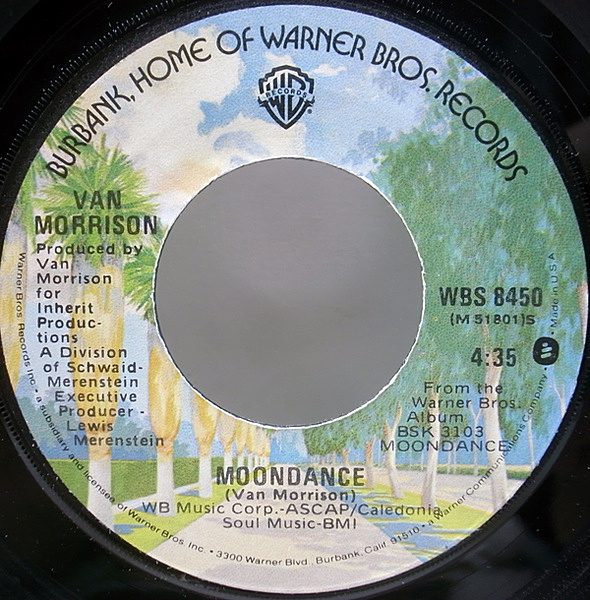 BURBANK, HOME OF WARNER BROS. RECORDS
W
RECORDS
®
VAN
MORRISON
Produced by
Van
Morrison
for
Inherit
Produc-
tions
A Division
of Schwaid-
Merenstein
Executive
Producer-
Lewis
Merenstein
WBS 8450
(M 51801)S
4:35
From the
Warner Bros.
Album
BSK 3103
MOONDANCE
MOONDANCE
(Van Morrison)
WB Music Corp.-ASCAP/Caledonia
Soul Music-BMI
Warner Bros. Records Inc. • a subsidiary and licensee of Warner Bros. Inc. • 3300 Warner Blvd., Burbank, Calif. 91510 • a Warner Communications Company. • Made in U.S.A.